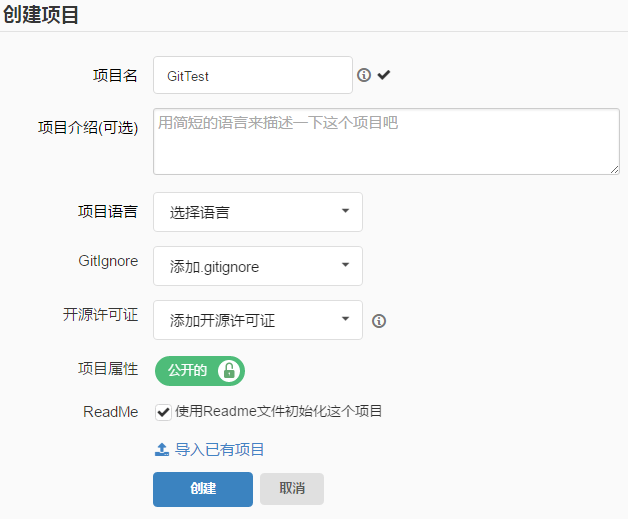 创建项目
项目名 GitTest
项目介绍(可选) 用简短的语言来描述一下这个项目吧
项目语言 选择语言
GitIgnore 添加.gitignore
开源许可证 添加开源许可证
项目属性 公开的
ReadMe 使用Readme文件初始化这个项目
导入已有项目
创建 取消